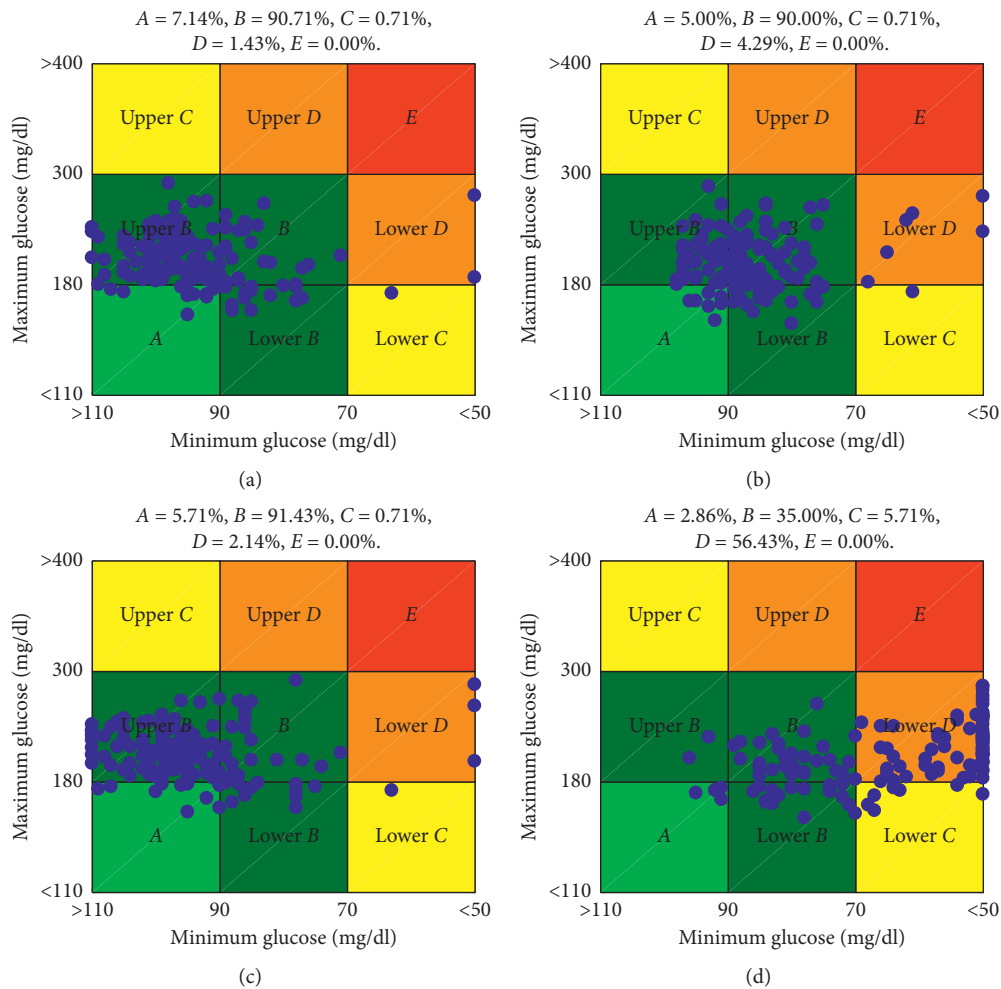 A = 7.14%, B = 90.71%, C = 0.71%,
D = 1.43%, E = 0.00%.
>400
300
180
<110
Maximum glucose (mg/dl)
Upper C
Upper D
E
Upper B
B
Lower D
A
Lower B
Lower C
>110
90
70
<50
Minimum glucose (mg/dl)
(a)
A = 5.00%, B = 90.00%, C = 0.71%,
D = 4.29%, E = 0.00%.
>400
300
180
<110
Maximum glucose (mg/dl)
Upper C
Upper D
E
Upper B
B
Lower D
A
Lower B
Lower C
>110
90
70
<50
Minimum glucose (mg/dl)
(b)
A = 5.71%, B = 91.43%, C = 0.71%,
D = 2.14%, E = 0.00%.
>400
300
180
<110
Maximum glucose (mg/dl)
Upper C
Upper D
E
Upper B
B
Lower D
A
Lower B
Lower C
>110
90
70
<50
Minimum glucose (mg/dl)
(c)
A = 2.86%, B = 35.00%, C = 5.71%,
D = 56.43%, E = 0.00%.
>400
300
180
<110
Maximum glucose (mg/dl)
Upper C
Upper D
E
Upper B
B
Lower D
A
Lower B
Lower C
>110
90
70
<50
Minimum glucose (mg/dl)
(d)